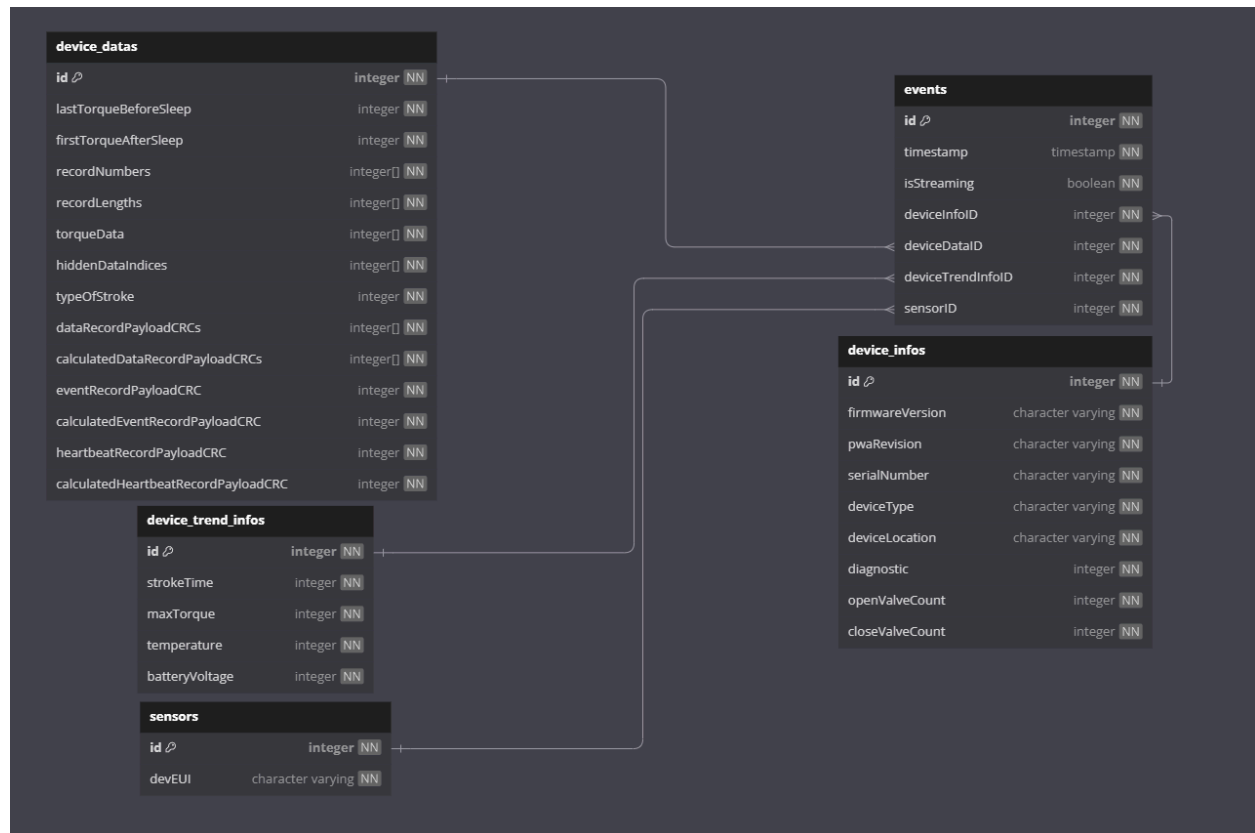 device_datas
id integer NN
lastTorqueBeforeSleep integer NN
firstTorqueAfterSleep integer NN
recordNumbers integer[] NN
recordLengths integer[] NN
torqueData integer[] NN
hiddenDataIndices integer[] NN
typeOfStroke integer NN
dataRecordPayloadCRCs integer[] NN
calculatedDataRecordPayloadCRCs integer[] NN
eventRecordPayloadCRC integer NN
calculatedEventRecordPayloadCRC integer NN
heartbeatRecordPayloadCRC integer NN
calculatedHeartbeatRecordPayloadCRC integer NN
device_trend_infos
id integer NN
strokeTime integer NN
maxTorque integer NN
temperature integer NN
batteryVoltage integer NN
sensors
id integer NN
devEUI character varying NN
events
id integer NN
timestamp timestamp NN
isStreaming boolean NN
deviceInfoID integer NN
deviceDataID integer NN
deviceTrendInfoID integer NN
sensorID integer NN
device_infos
id integer NN
firmwareVersion character varying NN
pwaRevision character varying NN
serialNumber character varying NN
deviceType character varying NN
deviceLocation character varying NN
diagnostic integer NN
openValveCount integer NN
closeValveCount integer NN